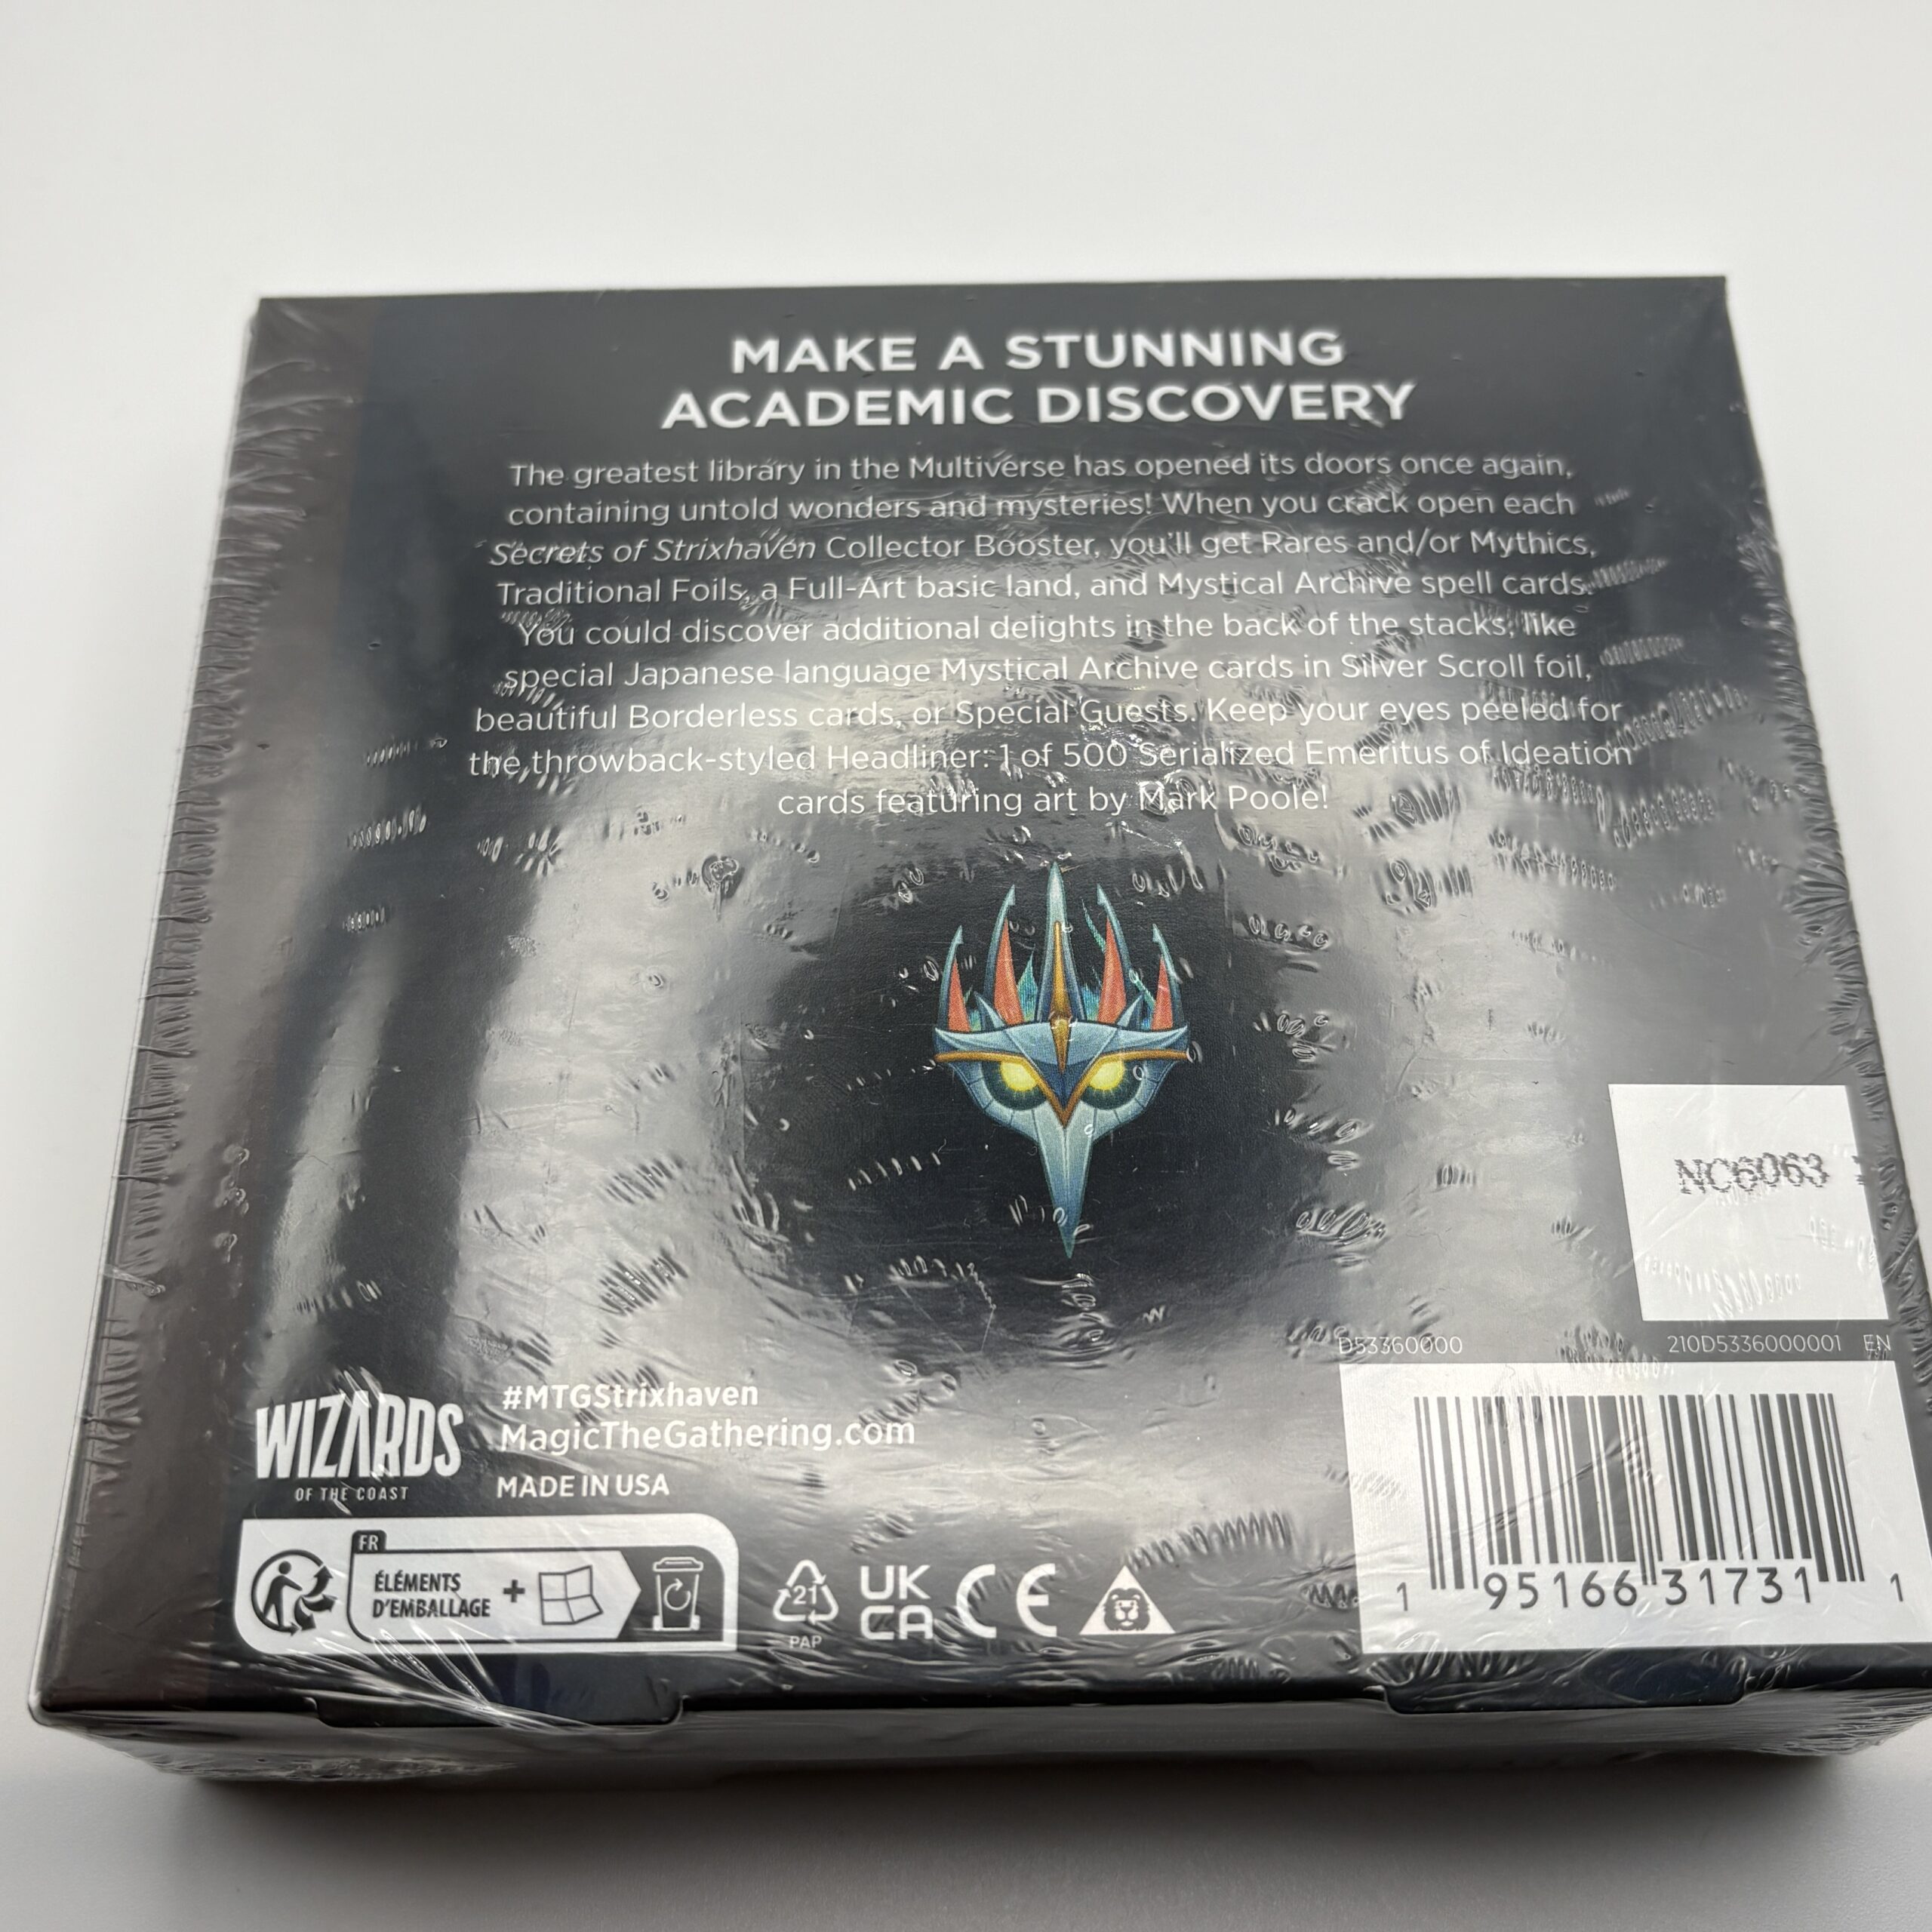 MAKE A STUNNING
ACADEMIC DISCOVERY
The greatest library in the Multiverse has opened its doors once again,
containing untold wonders and mysteries! When you crack open each
Secrets of Strixhaven Collector Booster, you'll get Rares and/or Mythics,
Traditional Foils, a Full-Art basic land, and Mystical Archive spell cards.
You could discover additional delights in the back of the stacks, like
special Japanese language Mystical Archive cards in Silver Scroll foil,
beautiful Borderless cards, or Special Guests. Keep your eyes peeled for
the throwback-styled Headliner: 1 of 500 Serialized Emeritus of Ideation
cards featuring art by Mark Poole!
NC6063
D53360000 210D5336000001 EN
WIZARDS
OF THE COAST
#MTGStrixhaven
MagicTheGathering.com
MADE IN USA
FR
ÉLÉMENTS
D'EMBALLAGE +
21
PAP
UK
CA
CE
1 95166 31731 1